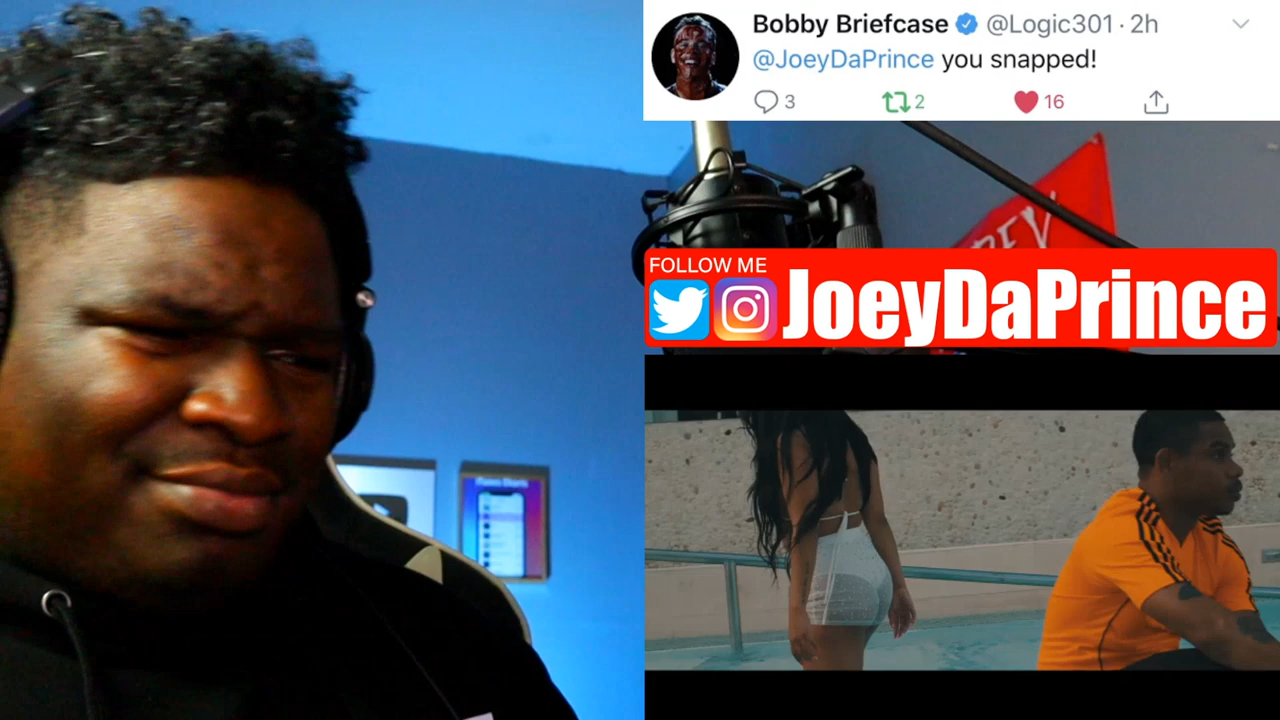 Bobby Briefcase @Logic301 · 2h
@JoeyDaPrince you snapped!
3 2 16
FOLLOW ME
JoeyDaPrince